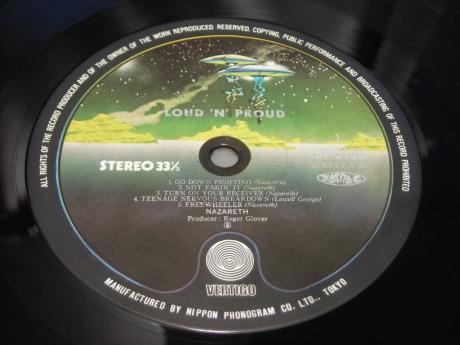 ALL RIGHTS OF THE RECORD PRODUCER AND OF THE OWNER OF THE WORK REPRODUCED RESERVED. COPYING, PUBLIC PERFORMANCE AND BROADCASTING OF THIS RECORD PROHIBITED
LOUD 'N' PROUD
1
STEREO 33⅓
1. GO DOWN FIGHTING (Nazareth)
2. NOT FAKIN' IT (Nazareth)
3. TURN ON YOUR RECEIVER (Nazareth)
4. TEENAGE NERVOUS BREAKDOWN (Lowell George)
5. FREEWHEELER (Nazareth)
NAZARETH
Producer: Roger Glover
Ⓟ
VERTIGO
MANUFACTURED BY NIPPON PHONOGRAM CO. LTD., TOKYO